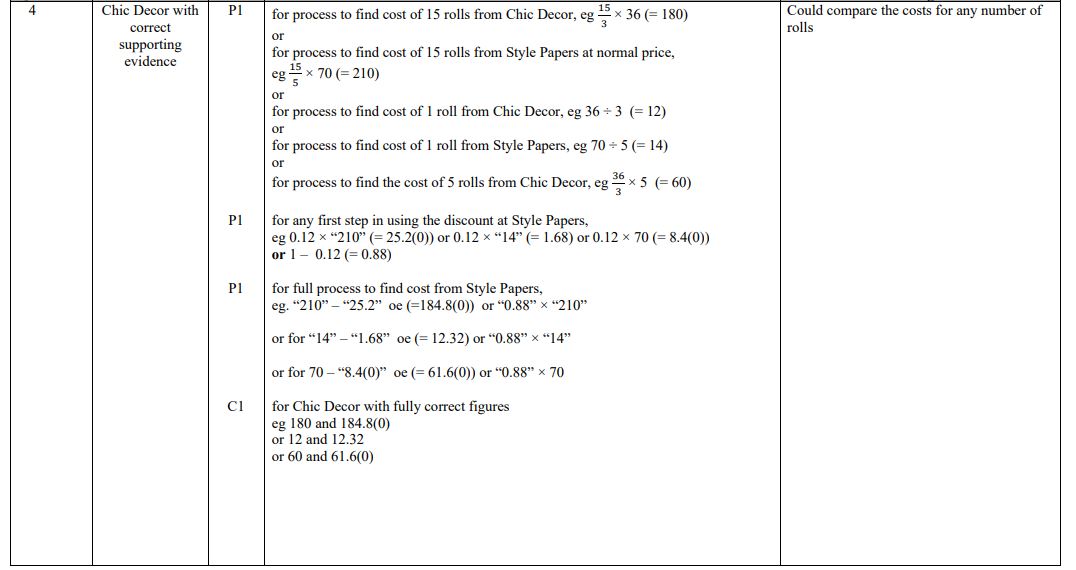 4
Chic Decor with
correct
supporting
evidence
P1
for process to find cost of 15 rolls from Chic Decor, eg 15/3 × 36 (= 180)
or
for process to find cost of 15 rolls from Style Papers at normal price,
eg 15/5 × 70 (= 210)
or
for process to find cost of 1 roll from Chic Decor, eg 36 ÷ 3 (= 12)
or
for process to find cost of 1 roll from Style Papers, eg 70 ÷ 5 (= 14)
or
for process to find the cost of 5 rolls from Chic Decor, eg 36/3 × 5 (= 60)
Could compare the costs for any number of
rolls
P1
for any first step in using the discount at Style Papers,
eg 0.12 × “210” (= 25.2(0)) or 0.12 × “14” (= 1.68) or 0.12 × 70 (= 8.4(0))
or 1 – 0.12 (= 0.88)
P1
for full process to find cost from Style Papers,
eg. “210” – “25.2” oe (=184.8(0)) or “0.88” × “210”
or for “14” – “1.68” oe (= 12.32) or “0.88” × “14”
or for 70 – “8.4(0)” oe (= 61.6(0)) or “0.88” × 70
C1
for Chic Decor with fully correct figures
eg 180 and 184.8(0)
or 12 and 12.32
or 60 and 61.6(0)